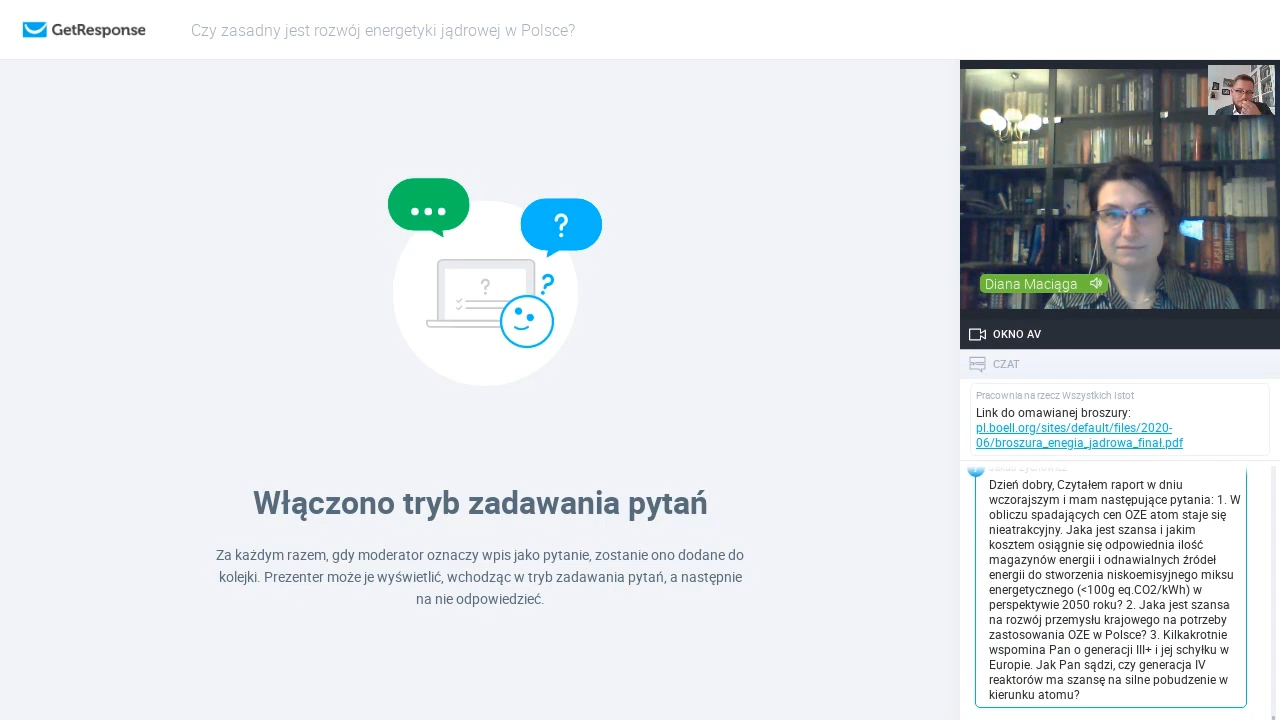 GetResponse
Czy zasadny jest rozwój energetyki jądrowej w Polsce?
Włączono tryb zadawania pytań
Za każdym razem, gdy moderator oznaczy wpis jako pytanie, zostanie ono dodane do
kolejki. Prezenter może je wyświetlić, wchodząc w tryb zadawania pytań, a następnie
na nie odpowiedzieć.
Diana Maciąga
OKNO AV
CZAT
Pracownia na rzecz Wszystkich Istot
Link do omawianej broszury:
pl.boell.org/sites/default/files/2020-
06/broszura_enegia_jadrowa_finał.pdf
Dzień dobry, Czytałem raport w dniu
wczorajszym i mam następujące pytania: 1. W
obliczu spadających cen OZE atom staje się
nieatrakcyjny. Jaka jest szansa i jakim
kosztem osiągnie się odpowiednia ilość
magazynów energii i odnawialnych źródeł
energii do stworzenia niskoemisyjnego miksu
energetycznego (<100g eq.CO2/kWh) w
perspektywie 2050 roku? 2. Jaka jest szansa
na rozwój przemysłu krajowego na potrzeby
zastosowania OZE w Polsce? 3. Kilkakrotnie
wspomina Pan o generacji III+ i jej schyłku w
Europie. Jak Pan sądzi, czy generacja IV
reaktorów ma szansę na silne pobudzenie w
kierunku atomu?